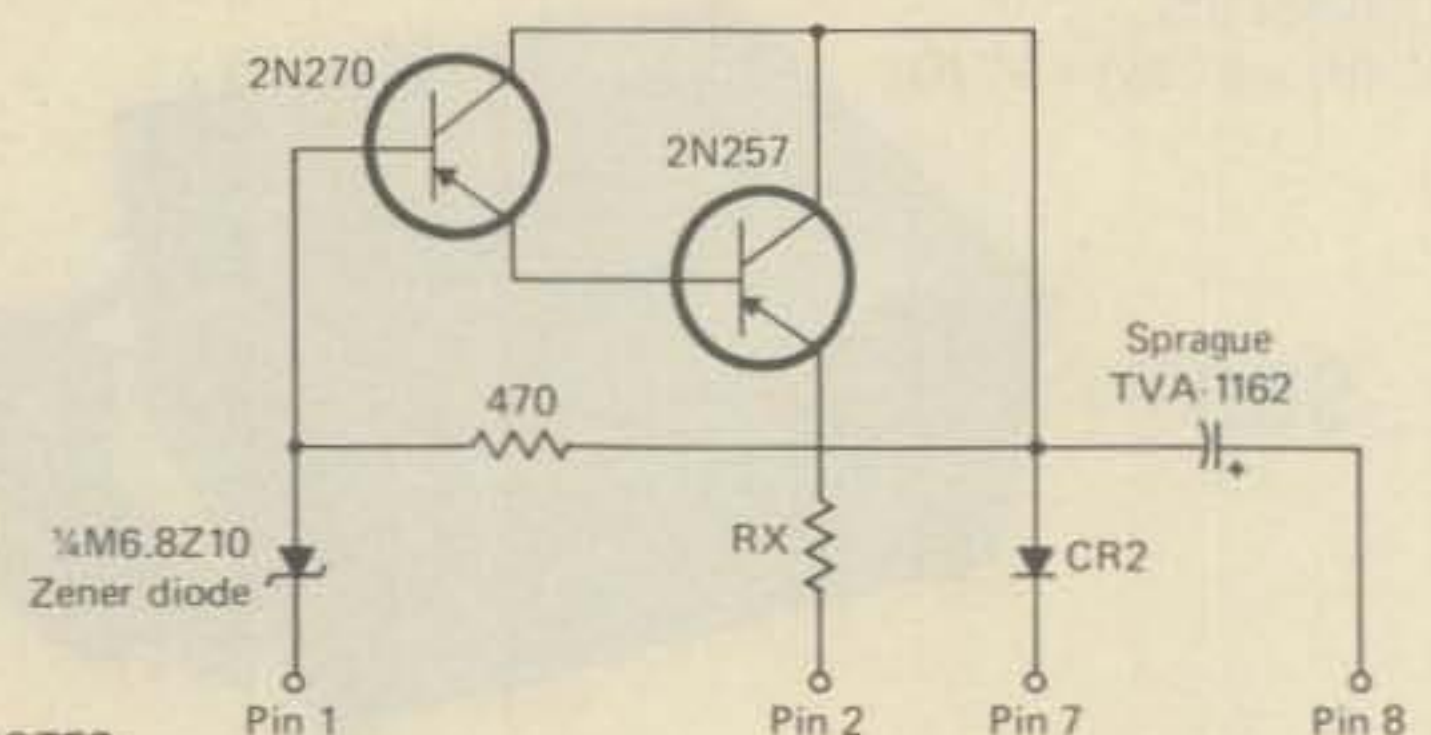 2N270
2N257
Sprague
TVA-1162
470
¼M6.8Z10
Zener diode
RX
CR2
Pin 1
Pin 2
Pin 7
Pin 8